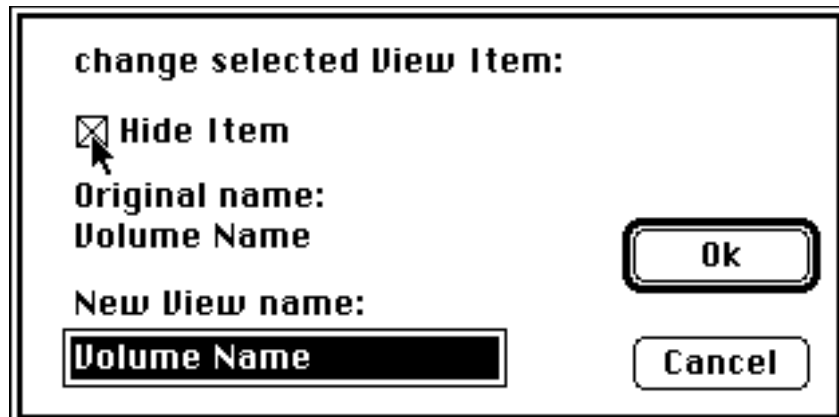 change selected View Item:
Hide Item
Original name:
Volume Name
Ok
New View name:
Volume Name
Cancel